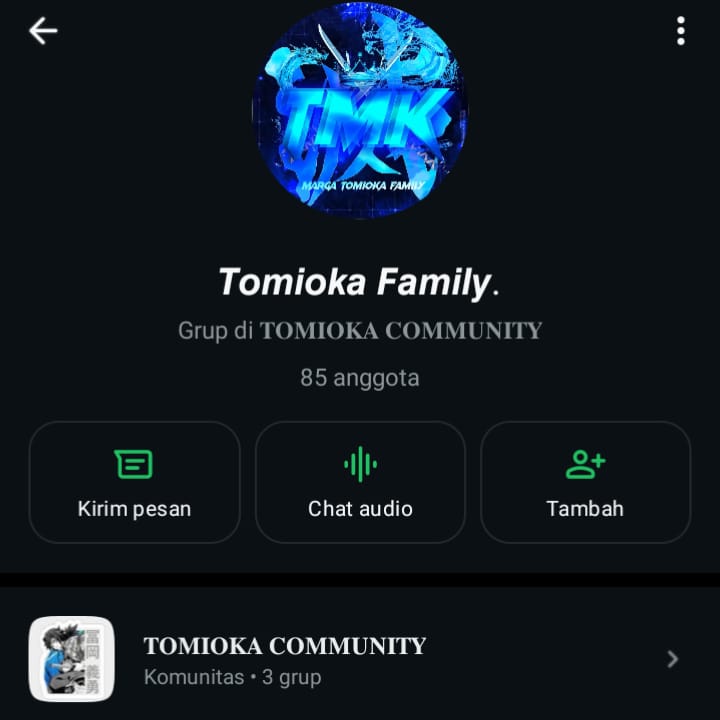 TMK
MARGA TOMIOKA FAMILY
Tomioka Family.
Grup di TOMIOKA COMMUNITY
85 anggota
Kirim pesan
Chat audio
Tambah
TOMIOKA COMMUNITY
冨岡義勇
Komunitas • 3 grup